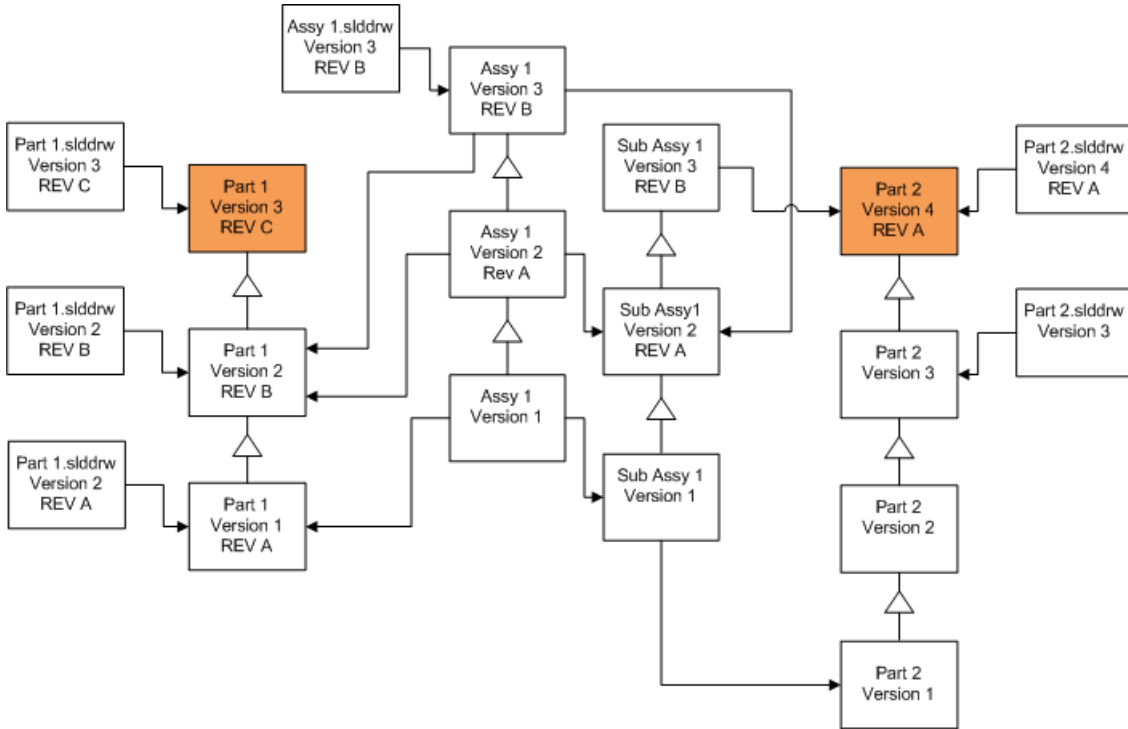 Assy 1.slddrw
Version 3
REV B
Assy 1
Version 3
REV B
Part 1.slddrw
Version 3
REV C
Part 1
Version 3
REV C
Sub Assy 1
Version 3
REV B
Part 2
Version 4
REV A
Part 2.slddrw
Version 4
REV A
Assy 1
Version 2
Rev A
Part 1.slddrw
Version 2
REV B
Part 1
Version 2
REV B
Sub Assy1
Version 2
REV A
Part 2
Version 3
Part 2.slddrw
Version 3
Assy 1
Version 1
Part 1.slddrw
Version 2
REV A
Part 1
Version 1
REV A
Sub Assy 1
Version 1
Part 2
Version 2
Part 2
Version 1